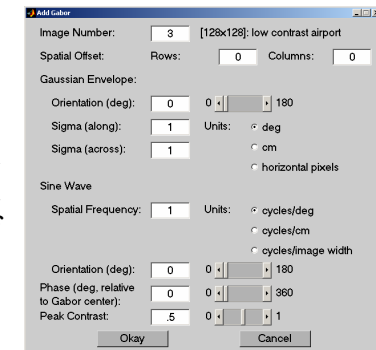 Add Gabor
Image Number: 3 [128x128]: low contrast airport
Spatial Offset: Rows: 0 Columns: 0
Gaussian Envelope:
Orientation (deg): 0 0 180
Sigma (along): 1 Units: deg
Sigma (across): 1 cm
horizontal pixels
Sine Wave
Spatial Frequency: 1 Units: cycles/deg
cycles/cm
cycles/image width
Orientation (deg): 0 0 180
Phase (deg, relative
to Gabor center): 0 0 360
Peak Contrast: .5 0 1
Okay Cancel